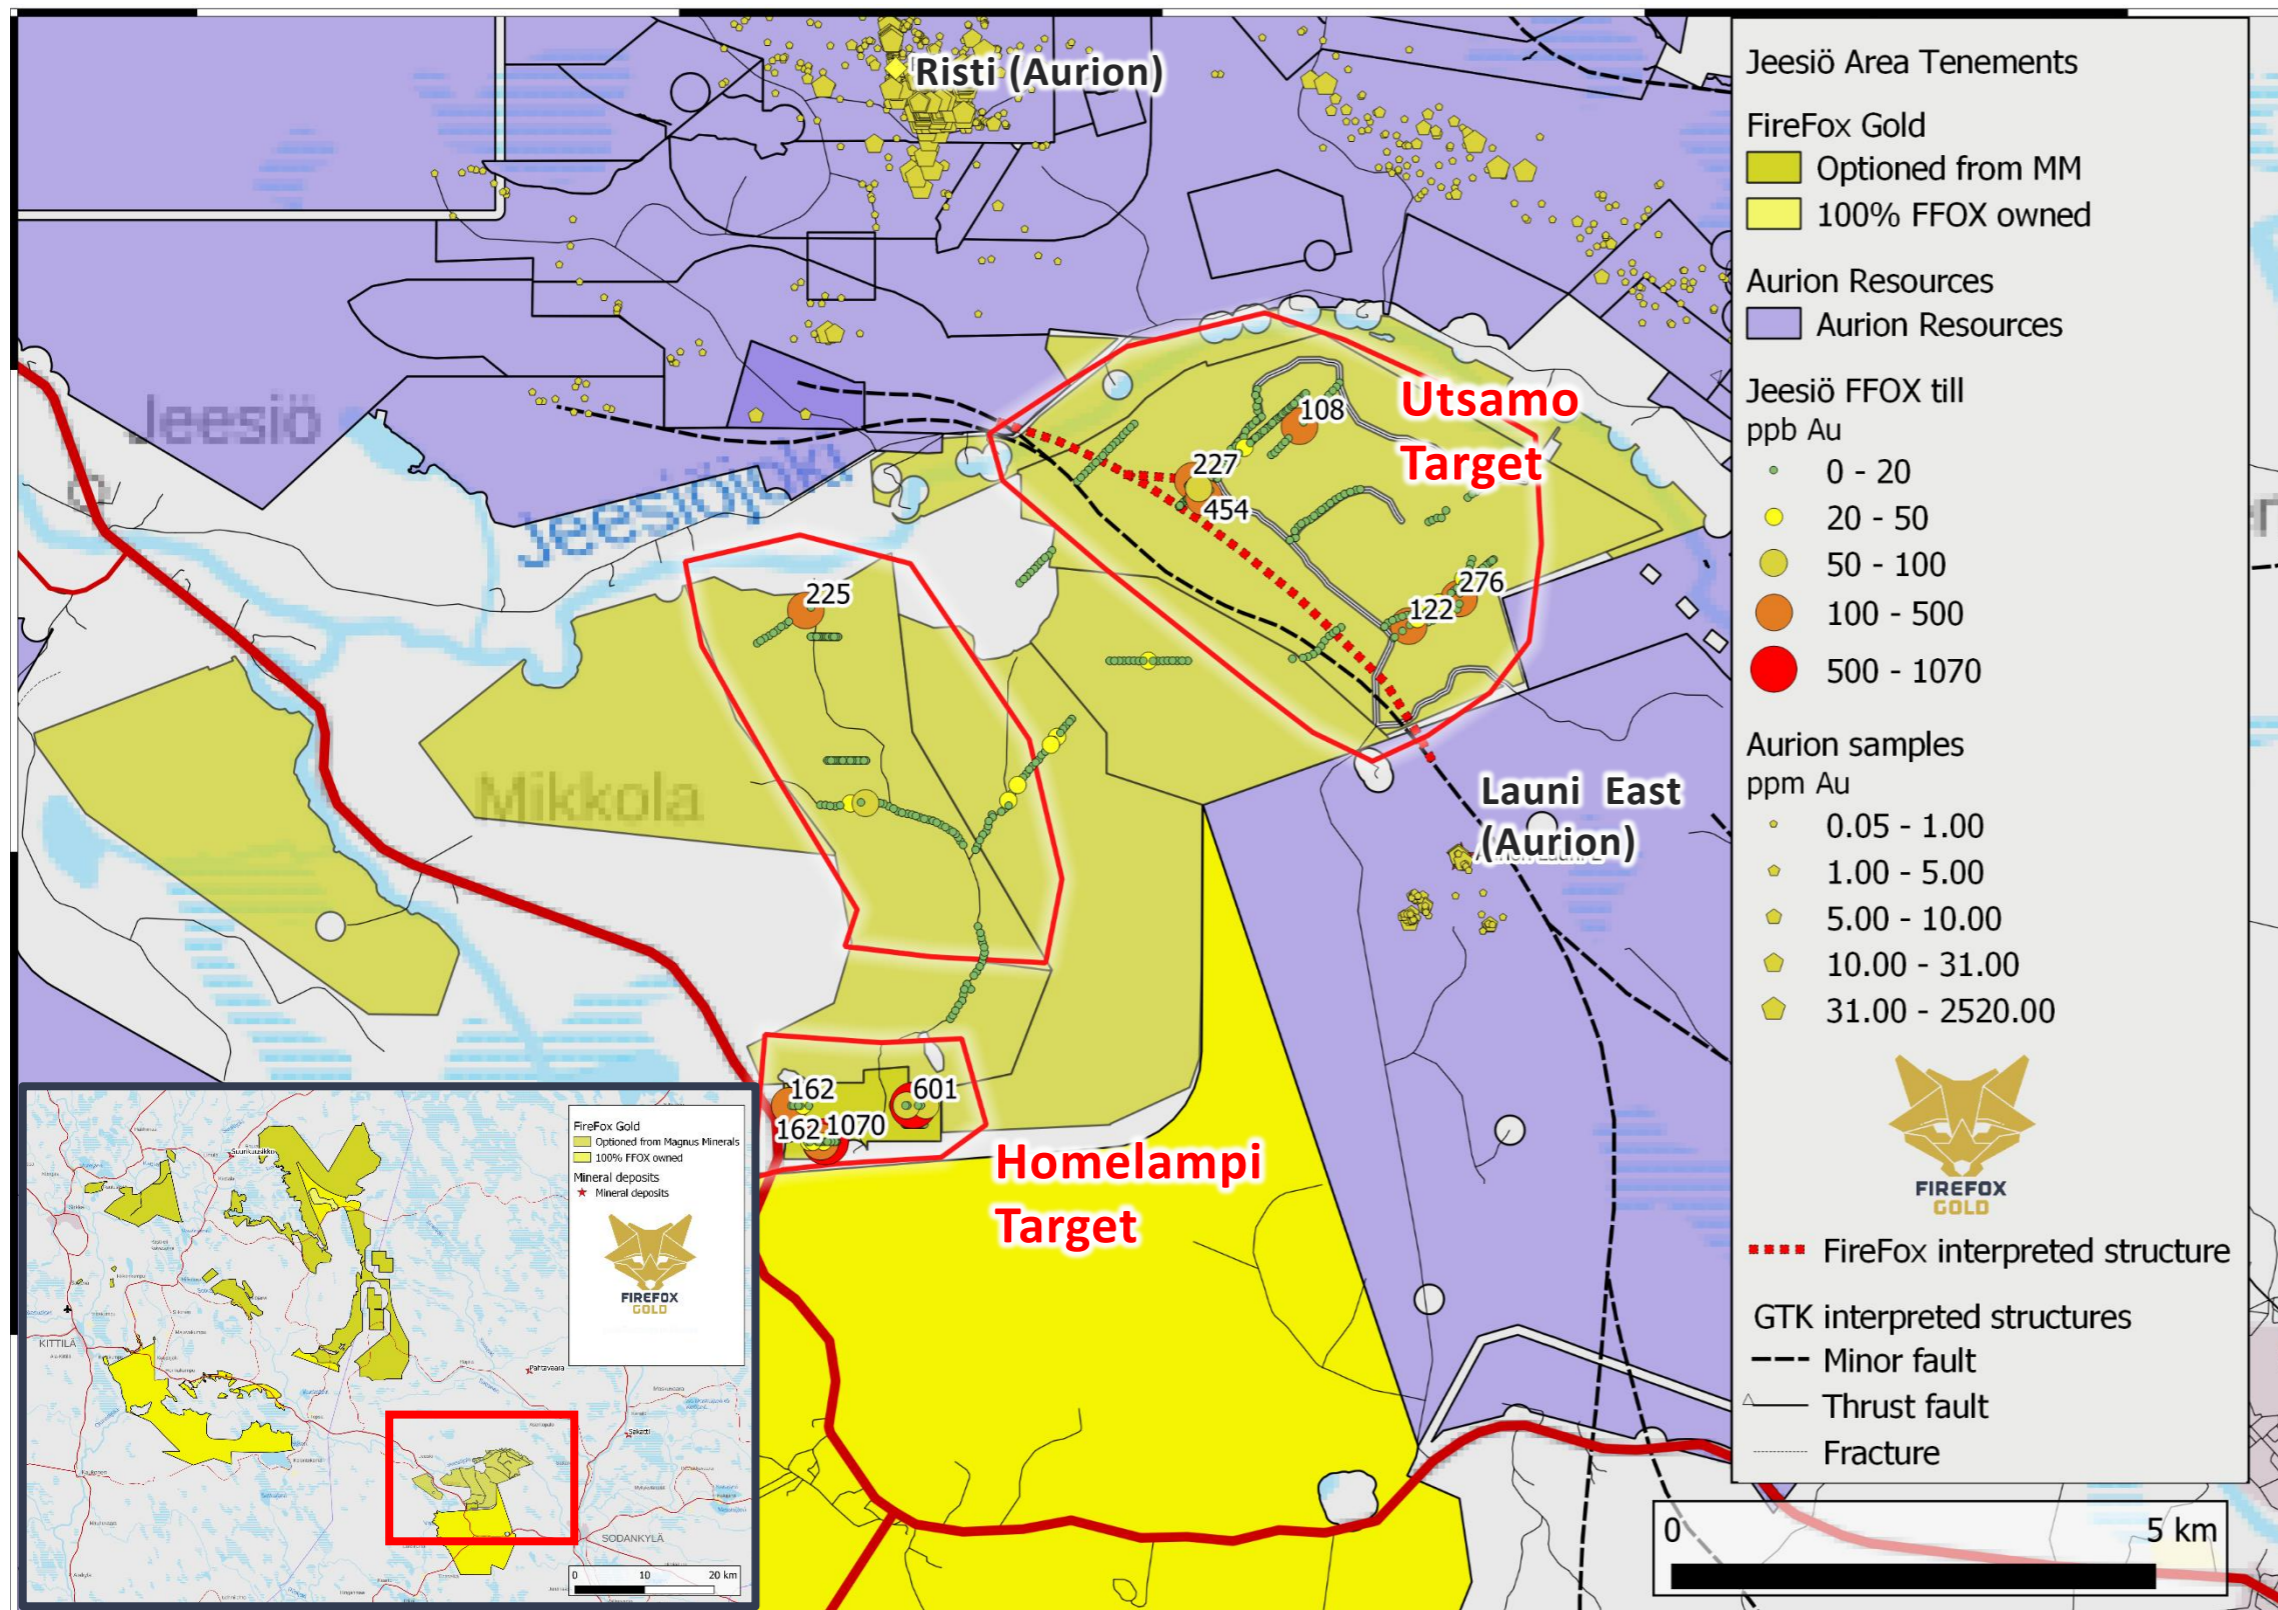 Risti (Aurion)
Jeesiö
Jeesiöjoki
Utsamo
Target
108
227
454
276
122
225
Mikkola
Launi East
(Aurion)
162
601
162
1070
Homelampi
Target
Jeesiö Area Tenements
FireFox Gold
Optioned from MM
100% FFOX owned
Aurion Resources
Aurion Resources
Jeesiö FFOX till
ppb Au
0 - 20
20 - 50
50 - 100
100 - 500
500 - 1070
Aurion samples
ppm Au
0.05 - 1.00
1.00 - 5.00
5.00 - 10.00
10.00 - 31.00
31.00 - 2520.00
FIREFOX
GOLD
FireFox interpreted structure
GTK interpreted structures
Minor fault
Thrust fault
Fracture
0 5 km
FireFox Gold
Optioned from Magnus Minerals
100% FFOX owned
Mineral deposits
Mineral deposits
FIREFOX
GOLD
KITTILÄ
Pahtavaara
Sakatti
SODANKYLÄ
0 10 20 km